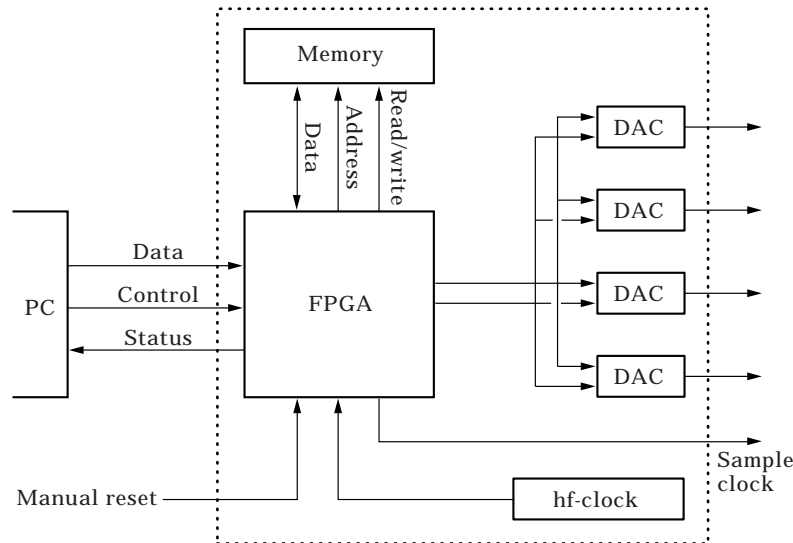 Memory
Data
Address
Read/write
DAC
DAC
DAC
DAC
PC
Data
Control
Status
FPGA
Sample
clock
Manual reset
hf-clock